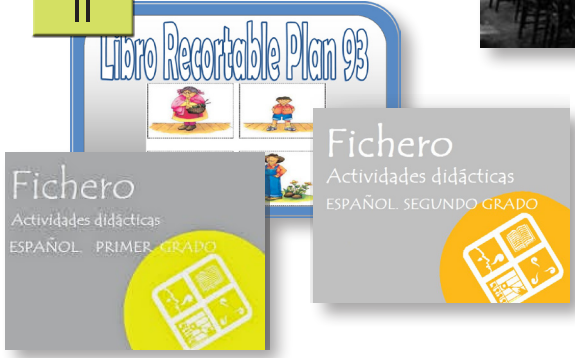 II
Libro Recortable Plan 93
Fichero
Actividades didácticas
ESPAÑOL. SEGUNDO GRADO
Fichero
Actividades didácticas
ESPAÑOL. PRIMER GRADO